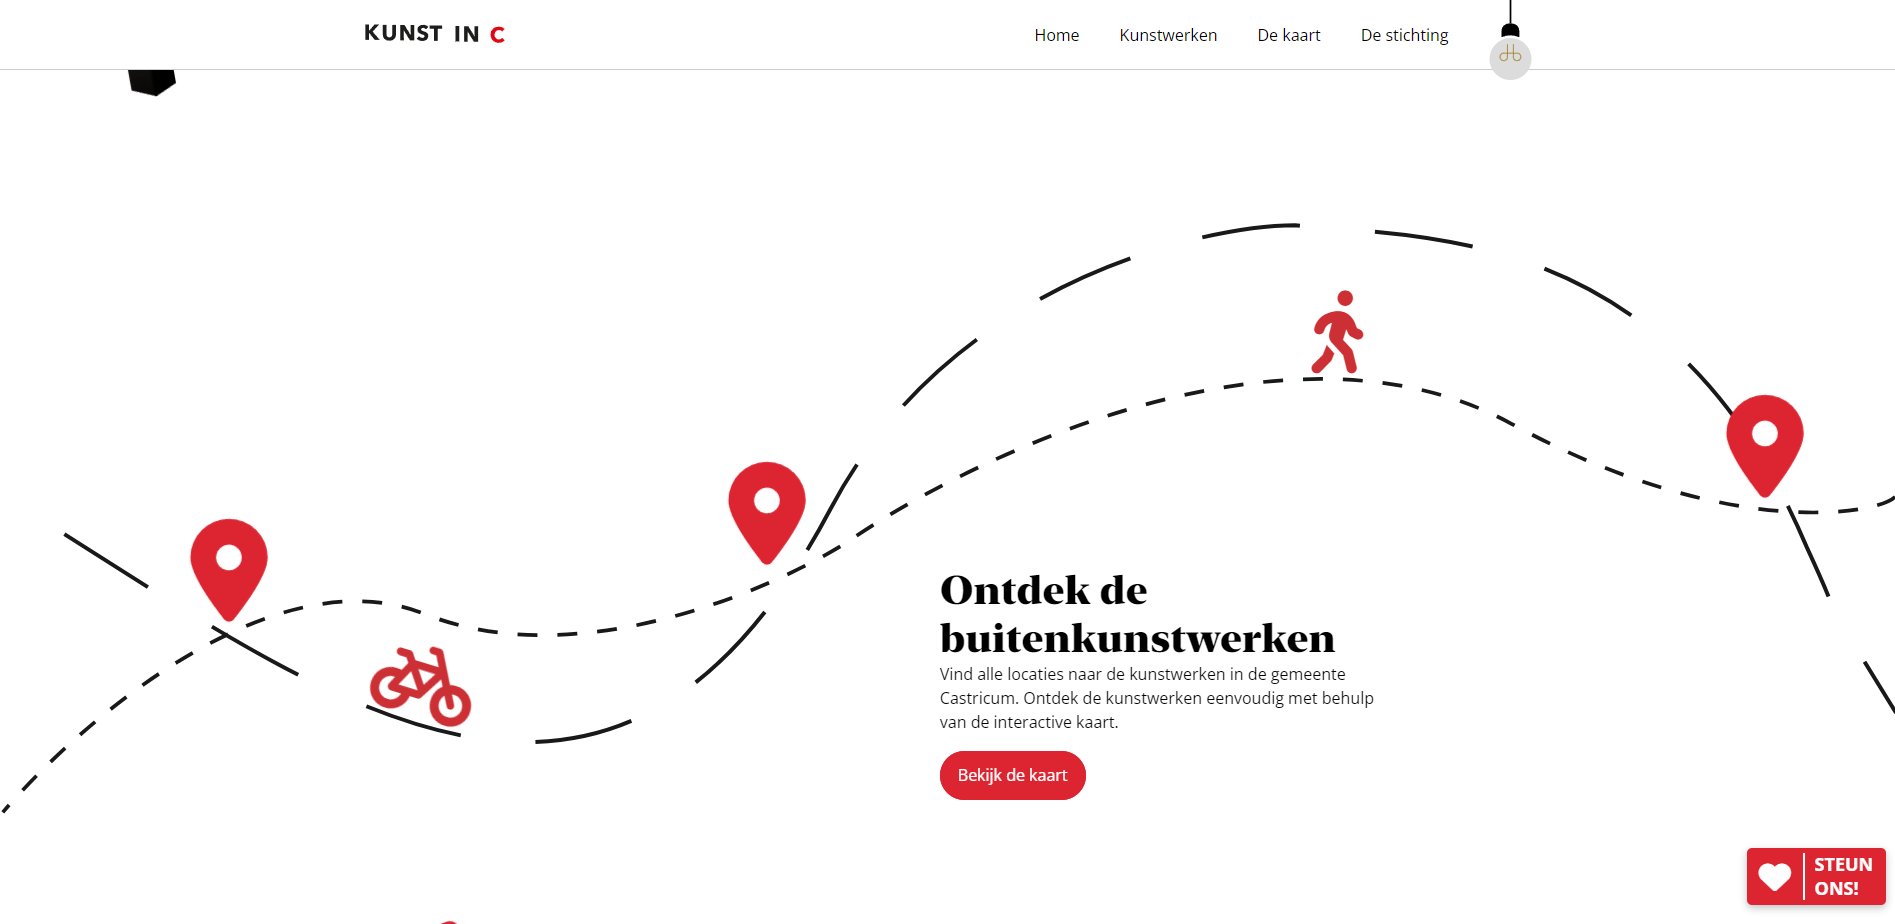 KUNST IN C
Home
Kunstwerken
De kaart
De stichting
Ontdek de
buitenkunstwerken
Vind alle locaties naar de kunstwerken in de gemeente
Castricum. Ontdek de kunstwerken eenvoudig met behulp
van de interactive kaart.
Bekijk de kaart
STEUN
ONS!